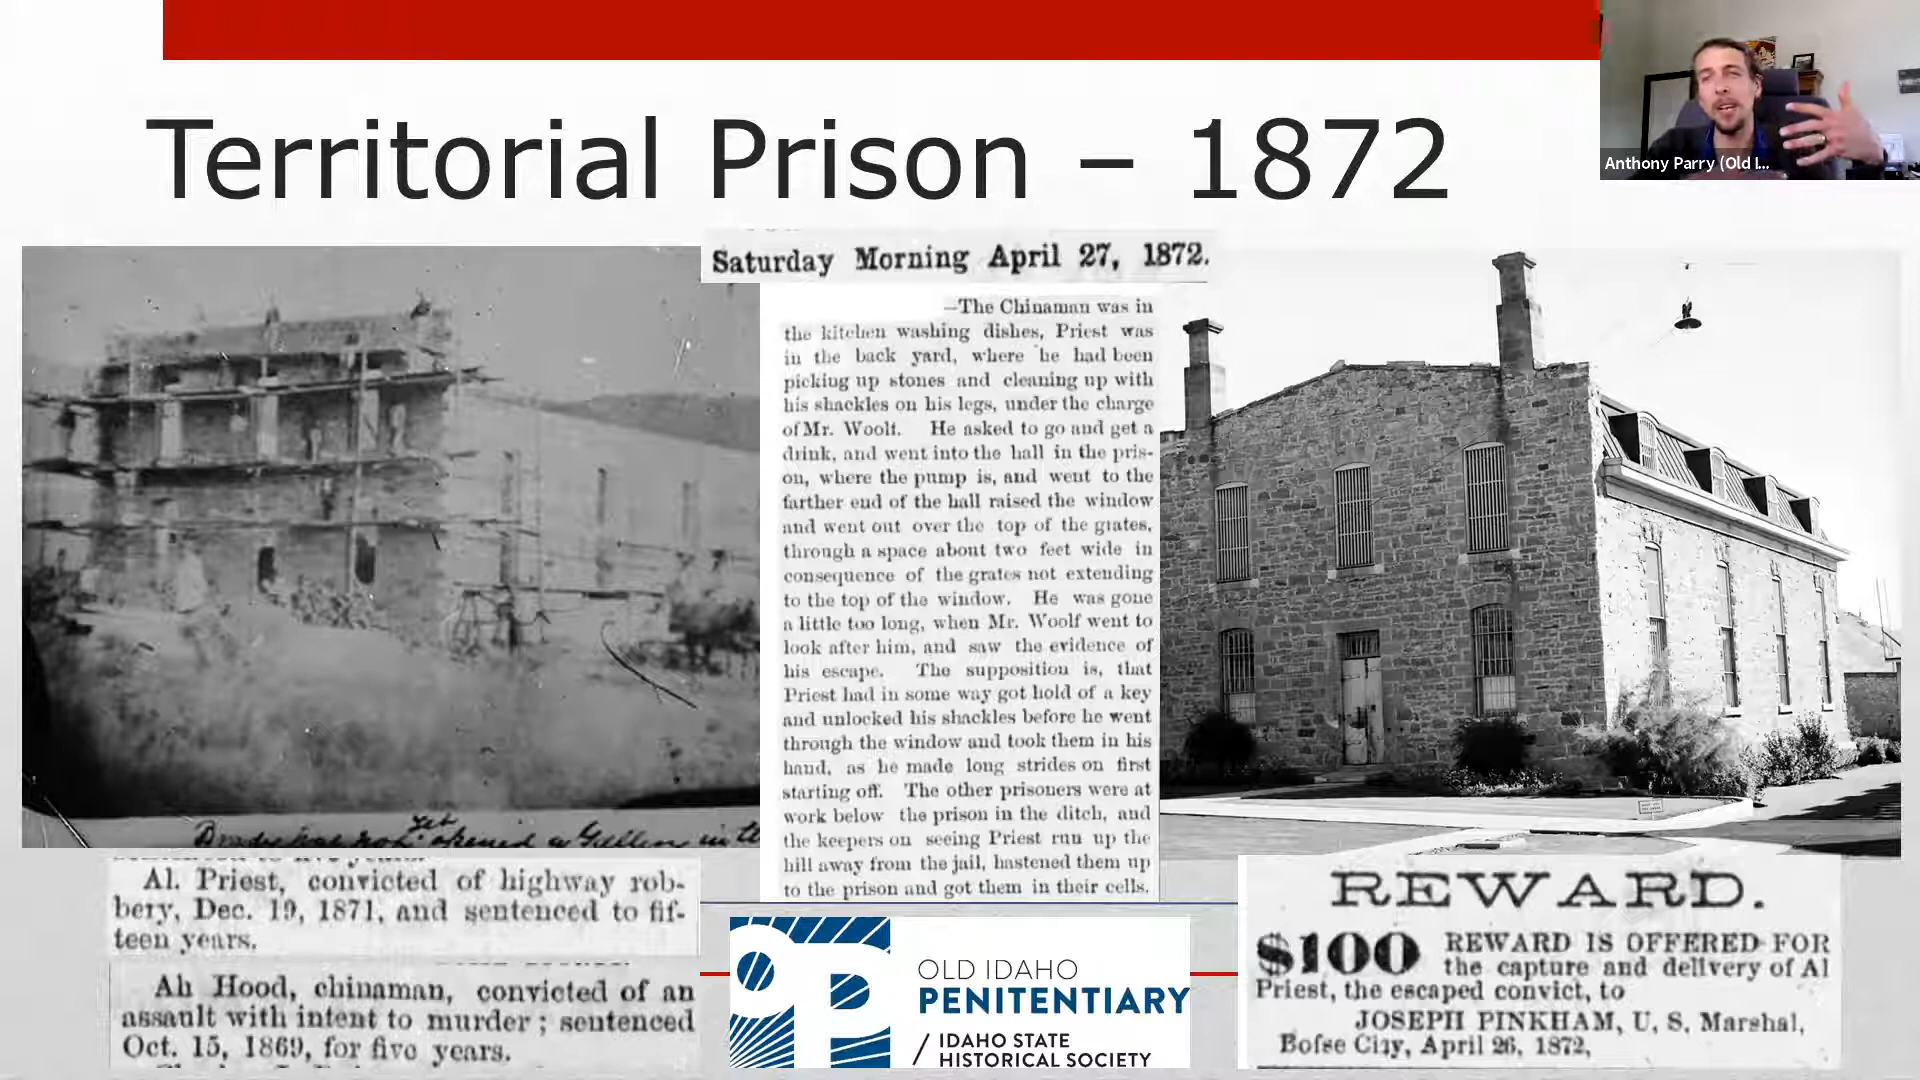 Territorial Prison – 1872
Anthony Parry (Old I...
Saturday Morning April 27, 1872.
—The Chinaman was in
the kitchen washing dishes, Priest was
in the back yard, where he had been
picking up stones and cleaning up with
his shackles on his legs, under the charge
of Mr. Woolf. He asked to go and get a
drink, and went into the hall in the pris-
on, where the pump is, and went to the
farther end of the hall raised the window
and went out over the top of the grates,
through a space about two feet wide in
consequence of the grates not extending
to the top of the window. He was gone
a little too long, when Mr. Woolf went to
look after him, and saw the evidence of
his escape. The supposition is, that
Priest had in some way got hold of a key
and unlocked his shackles before he went
through the window and took them in his
hand, as he made long strides on first
starting off. The other prisoners were at
work below the prison in the ditch, and
the keepers on seeing Priest run up the
hill away from the jail, hastened them up
to the prison and got them in their cells.
yet
opened a in
Al. Priest, convicted of highway rob-
bery, Dec. 19, 1871, and sentenced to fif-
teen years.
Ah Hood, chinaman, convicted of an
assault with intent to murder; sentenced
Oct. 15, 1869, for five years.
OP
OLD IDAHO
PENITENTIARY
/ IDAHO STATE
HISTORICAL SOCIETY
REWARD.
$100 REWARD IS OFFERED FOR
the capture and delivery of Al
Priest, the escaped convict, to
JOSEPH PINKHAM, U. S. Marshal,
Boise City, April 26, 1872,